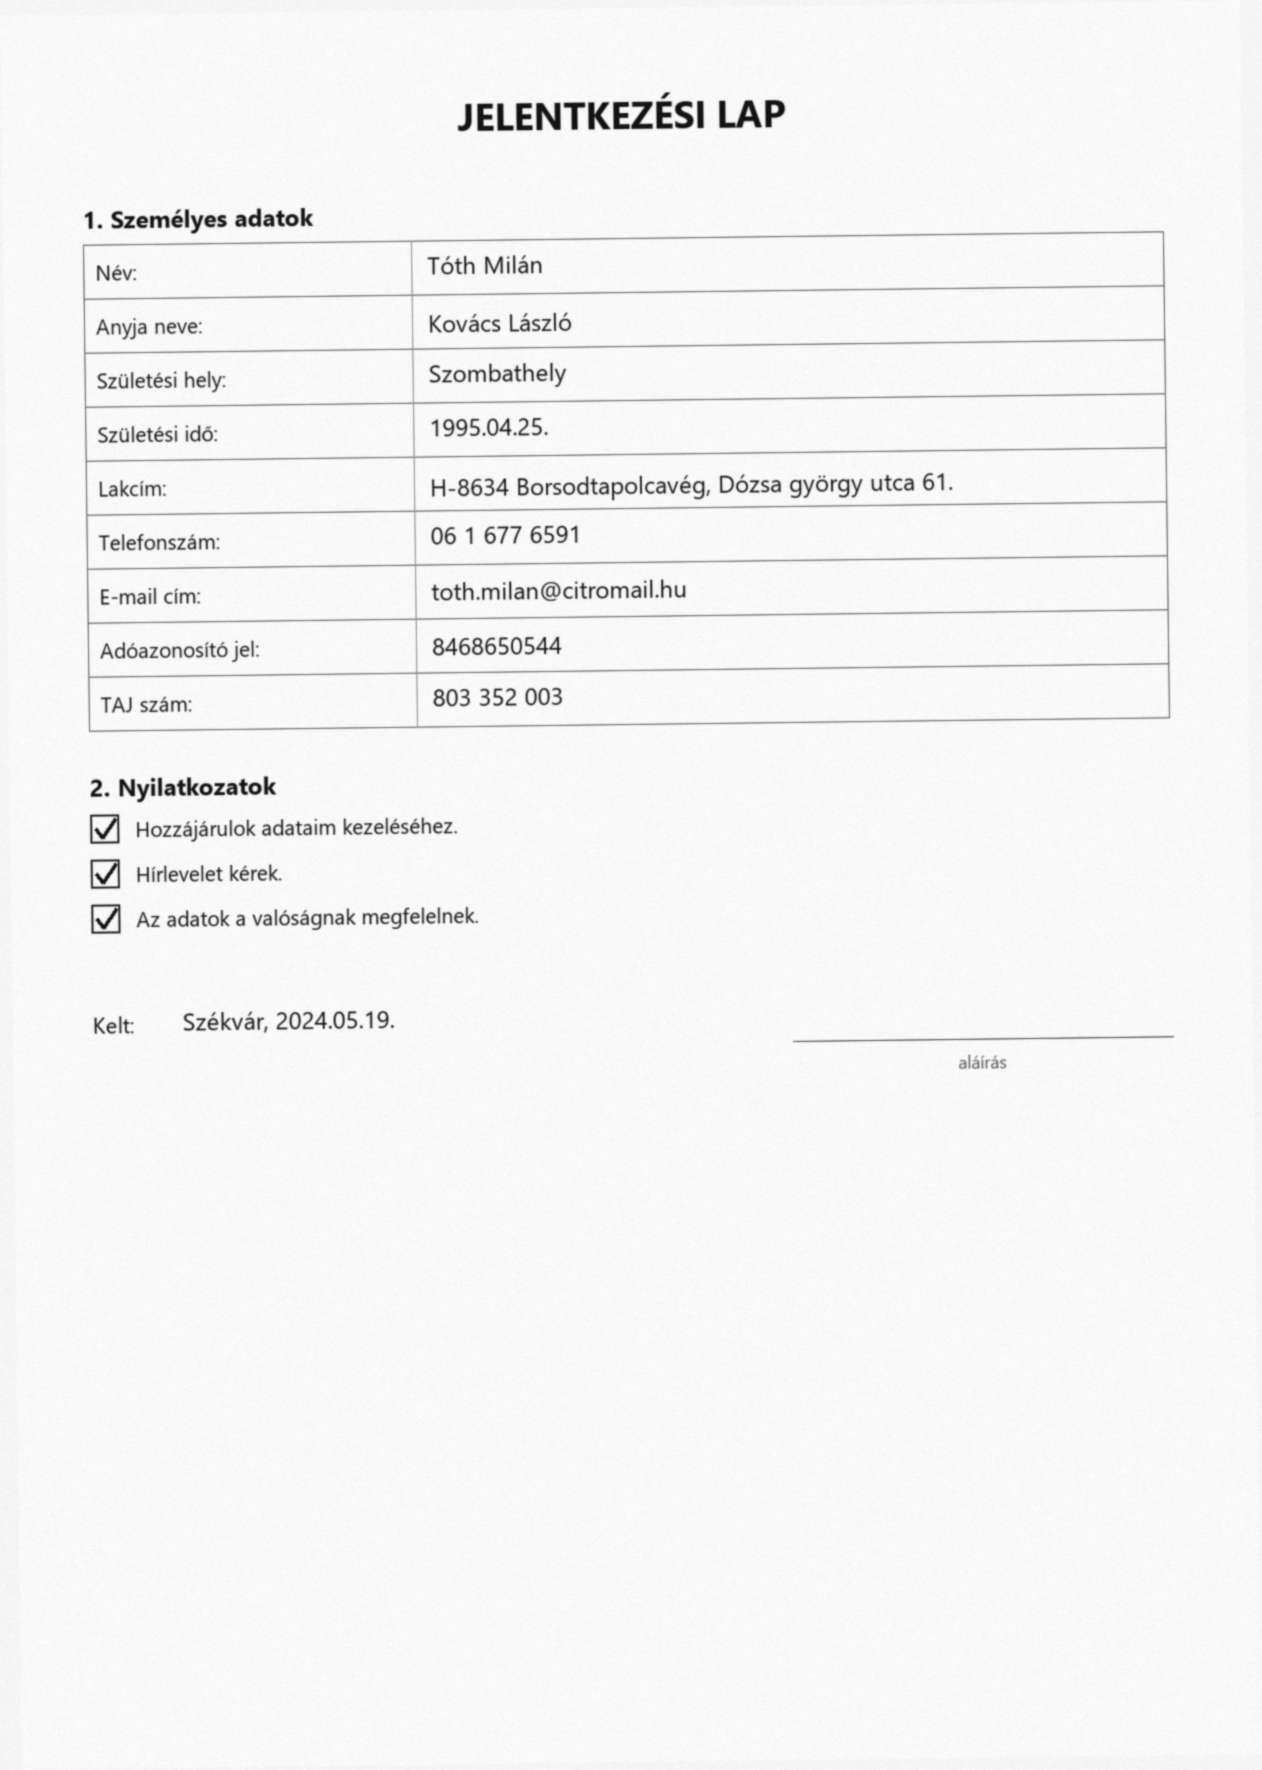 JELENTKEZÉSI LAP
1. Személyes adatok
Név: Tóth Milán
Anyja neve: Kovács László
Születési hely: Szombathely
Születési idő: 1995.04.25.
Lakcím: H-8634 Borsodtapolcavég, Dózsa györgy utca 61.
Telefonszám: 06 1 677 6591
E-mail cím: toth.milan@citromail.hu
Adóazonosító jel: 8468650544
TAJ szám: 803 352 003
2. Nyilatkozatok
Hozzájárulok adataim kezeléséhez.
Hírlevelet kérek.
Az adatok a valóságnak megfelelnek.
Kelt: Székvár, 2024.05.19.
aláírás